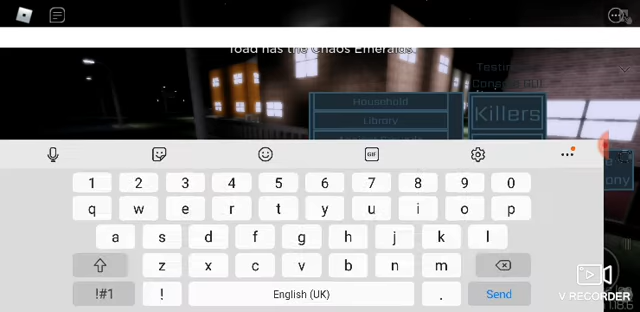 Toad has the Chaos Emeralds.
Household
Library
Killers
1 2 3 4 5 6 7 8 9 0
q w e r t y u i o p
a s d f g h j k l
z x c v b n m
!#1 ! English (UK) . Send
GIF
V RECORDER